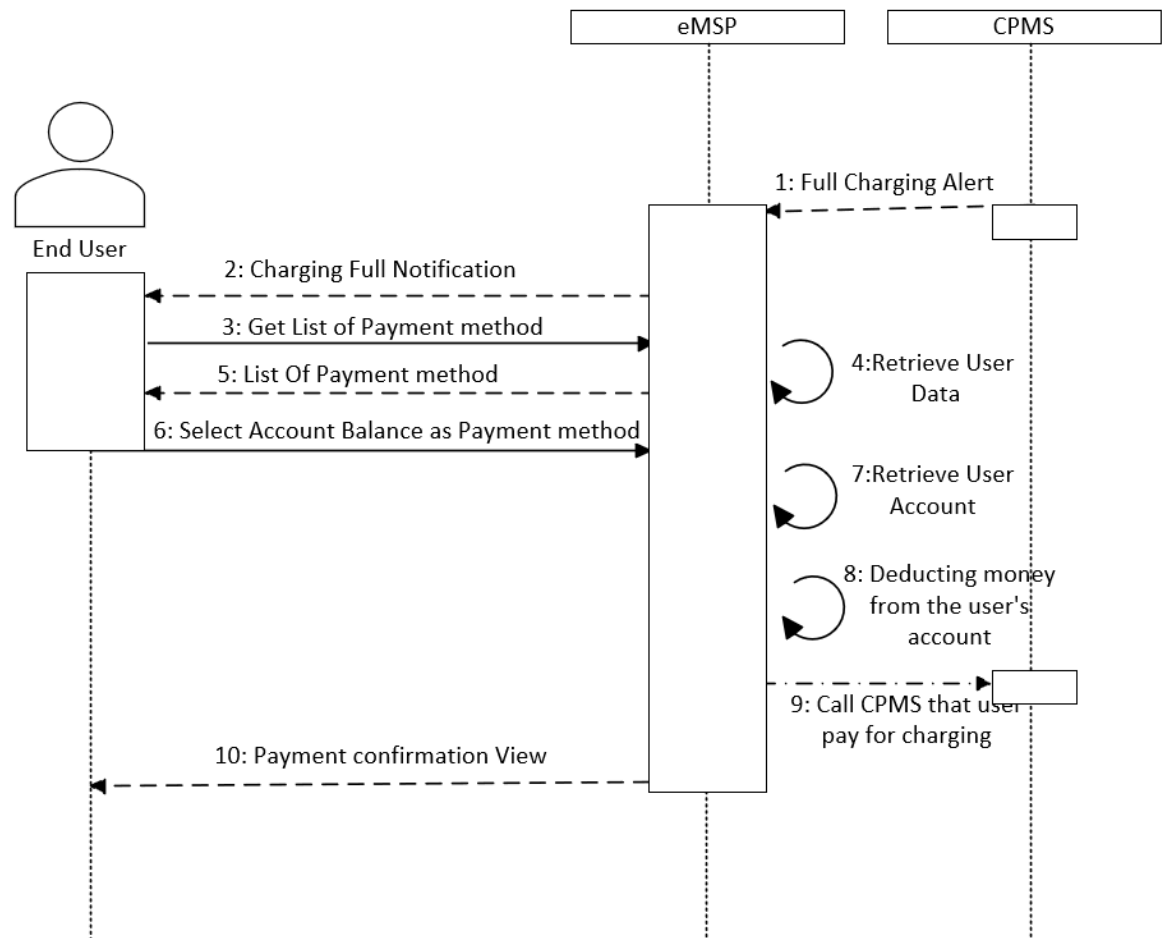 eMSP
CPMS
1: Full Charging Alert
End User
2: Charging Full Notification
3: Get List of Payment method
4:Retrieve User
Data
5: List Of Payment method
6: Select Account Balance as Payment method
7:Retrieve User
Account
8: Deducting money
from the user's
account
9: Call CPMS that user
pay for charging
10: Payment confirmation View